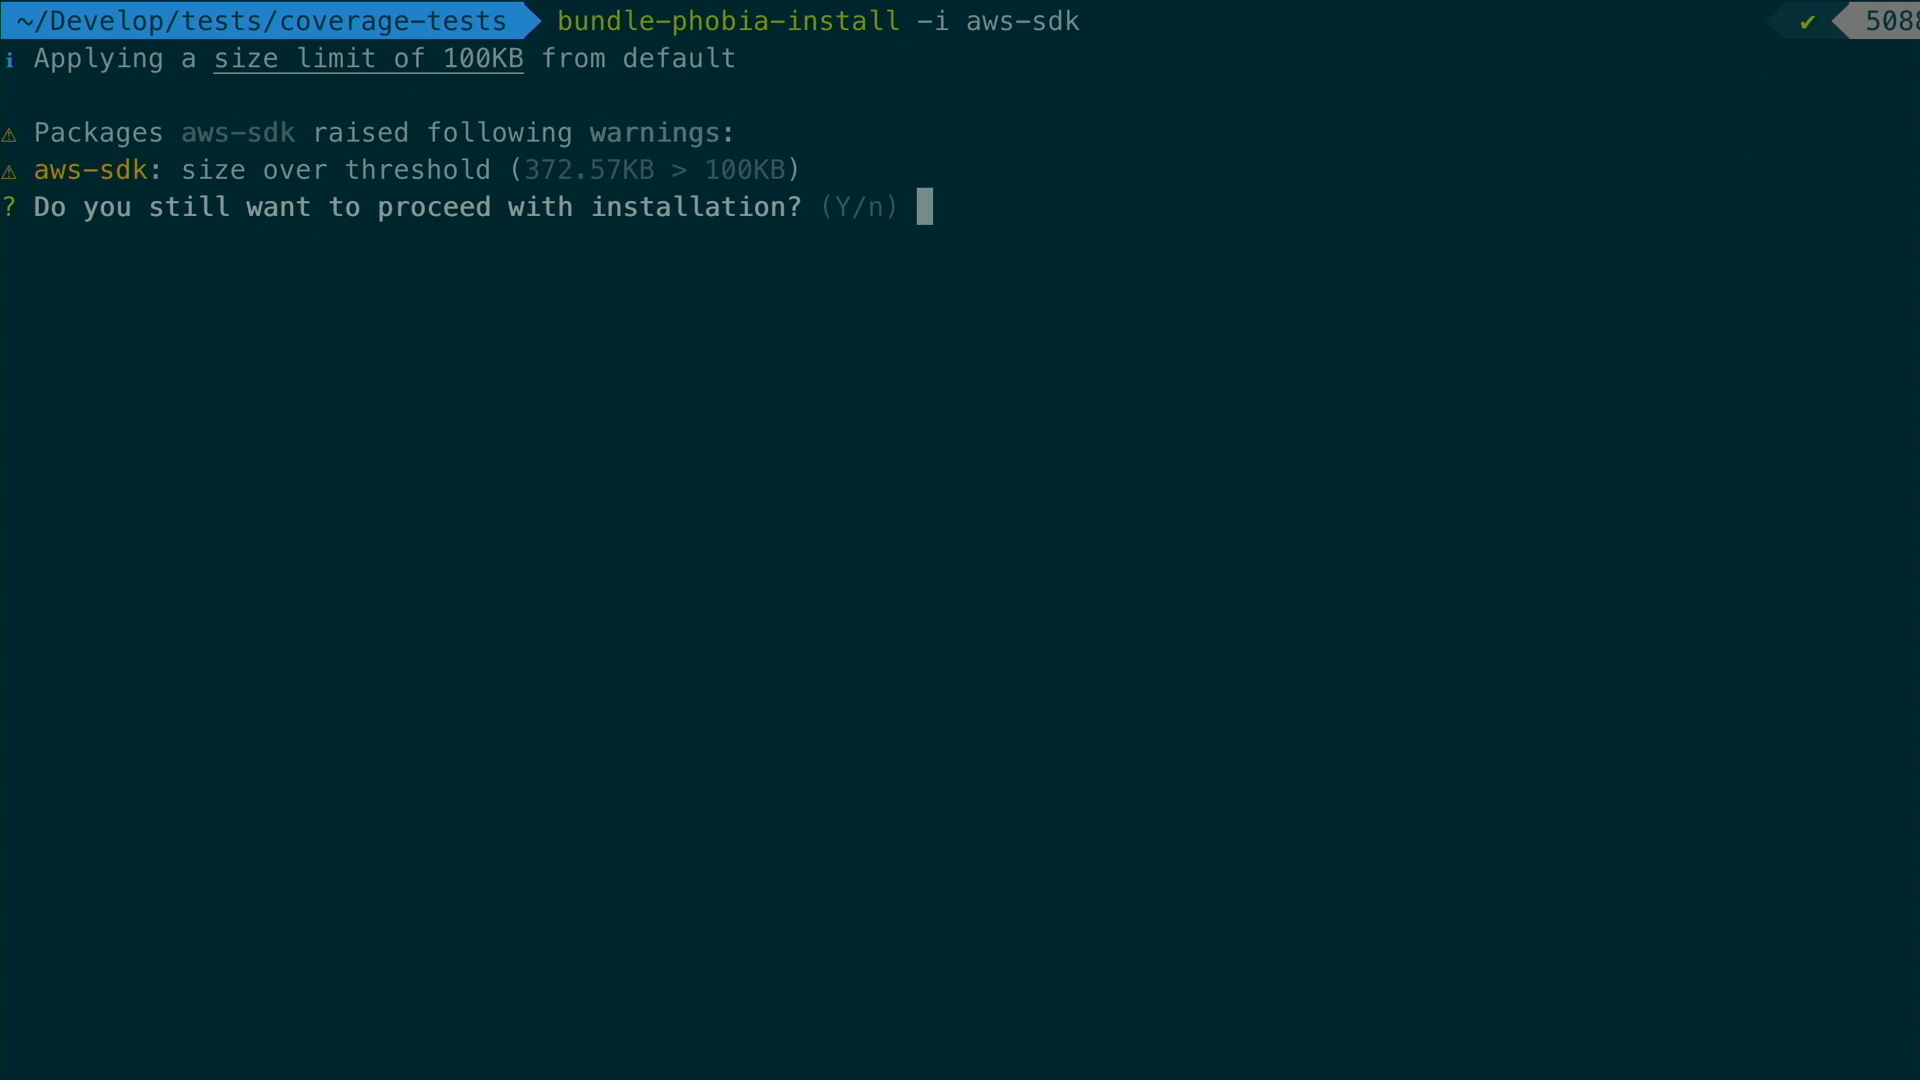 ~/Develop/tests/coverage-tests bundle-phobia-install -i aws-sdk ✔ 508
i Applying a size limit of 100KB from default
⚠ Packages aws-sdk raised following warnings:
⚠ aws-sdk: size over threshold (372.57KB > 100KB)
? Do you still want to proceed with installation? (Y/n)